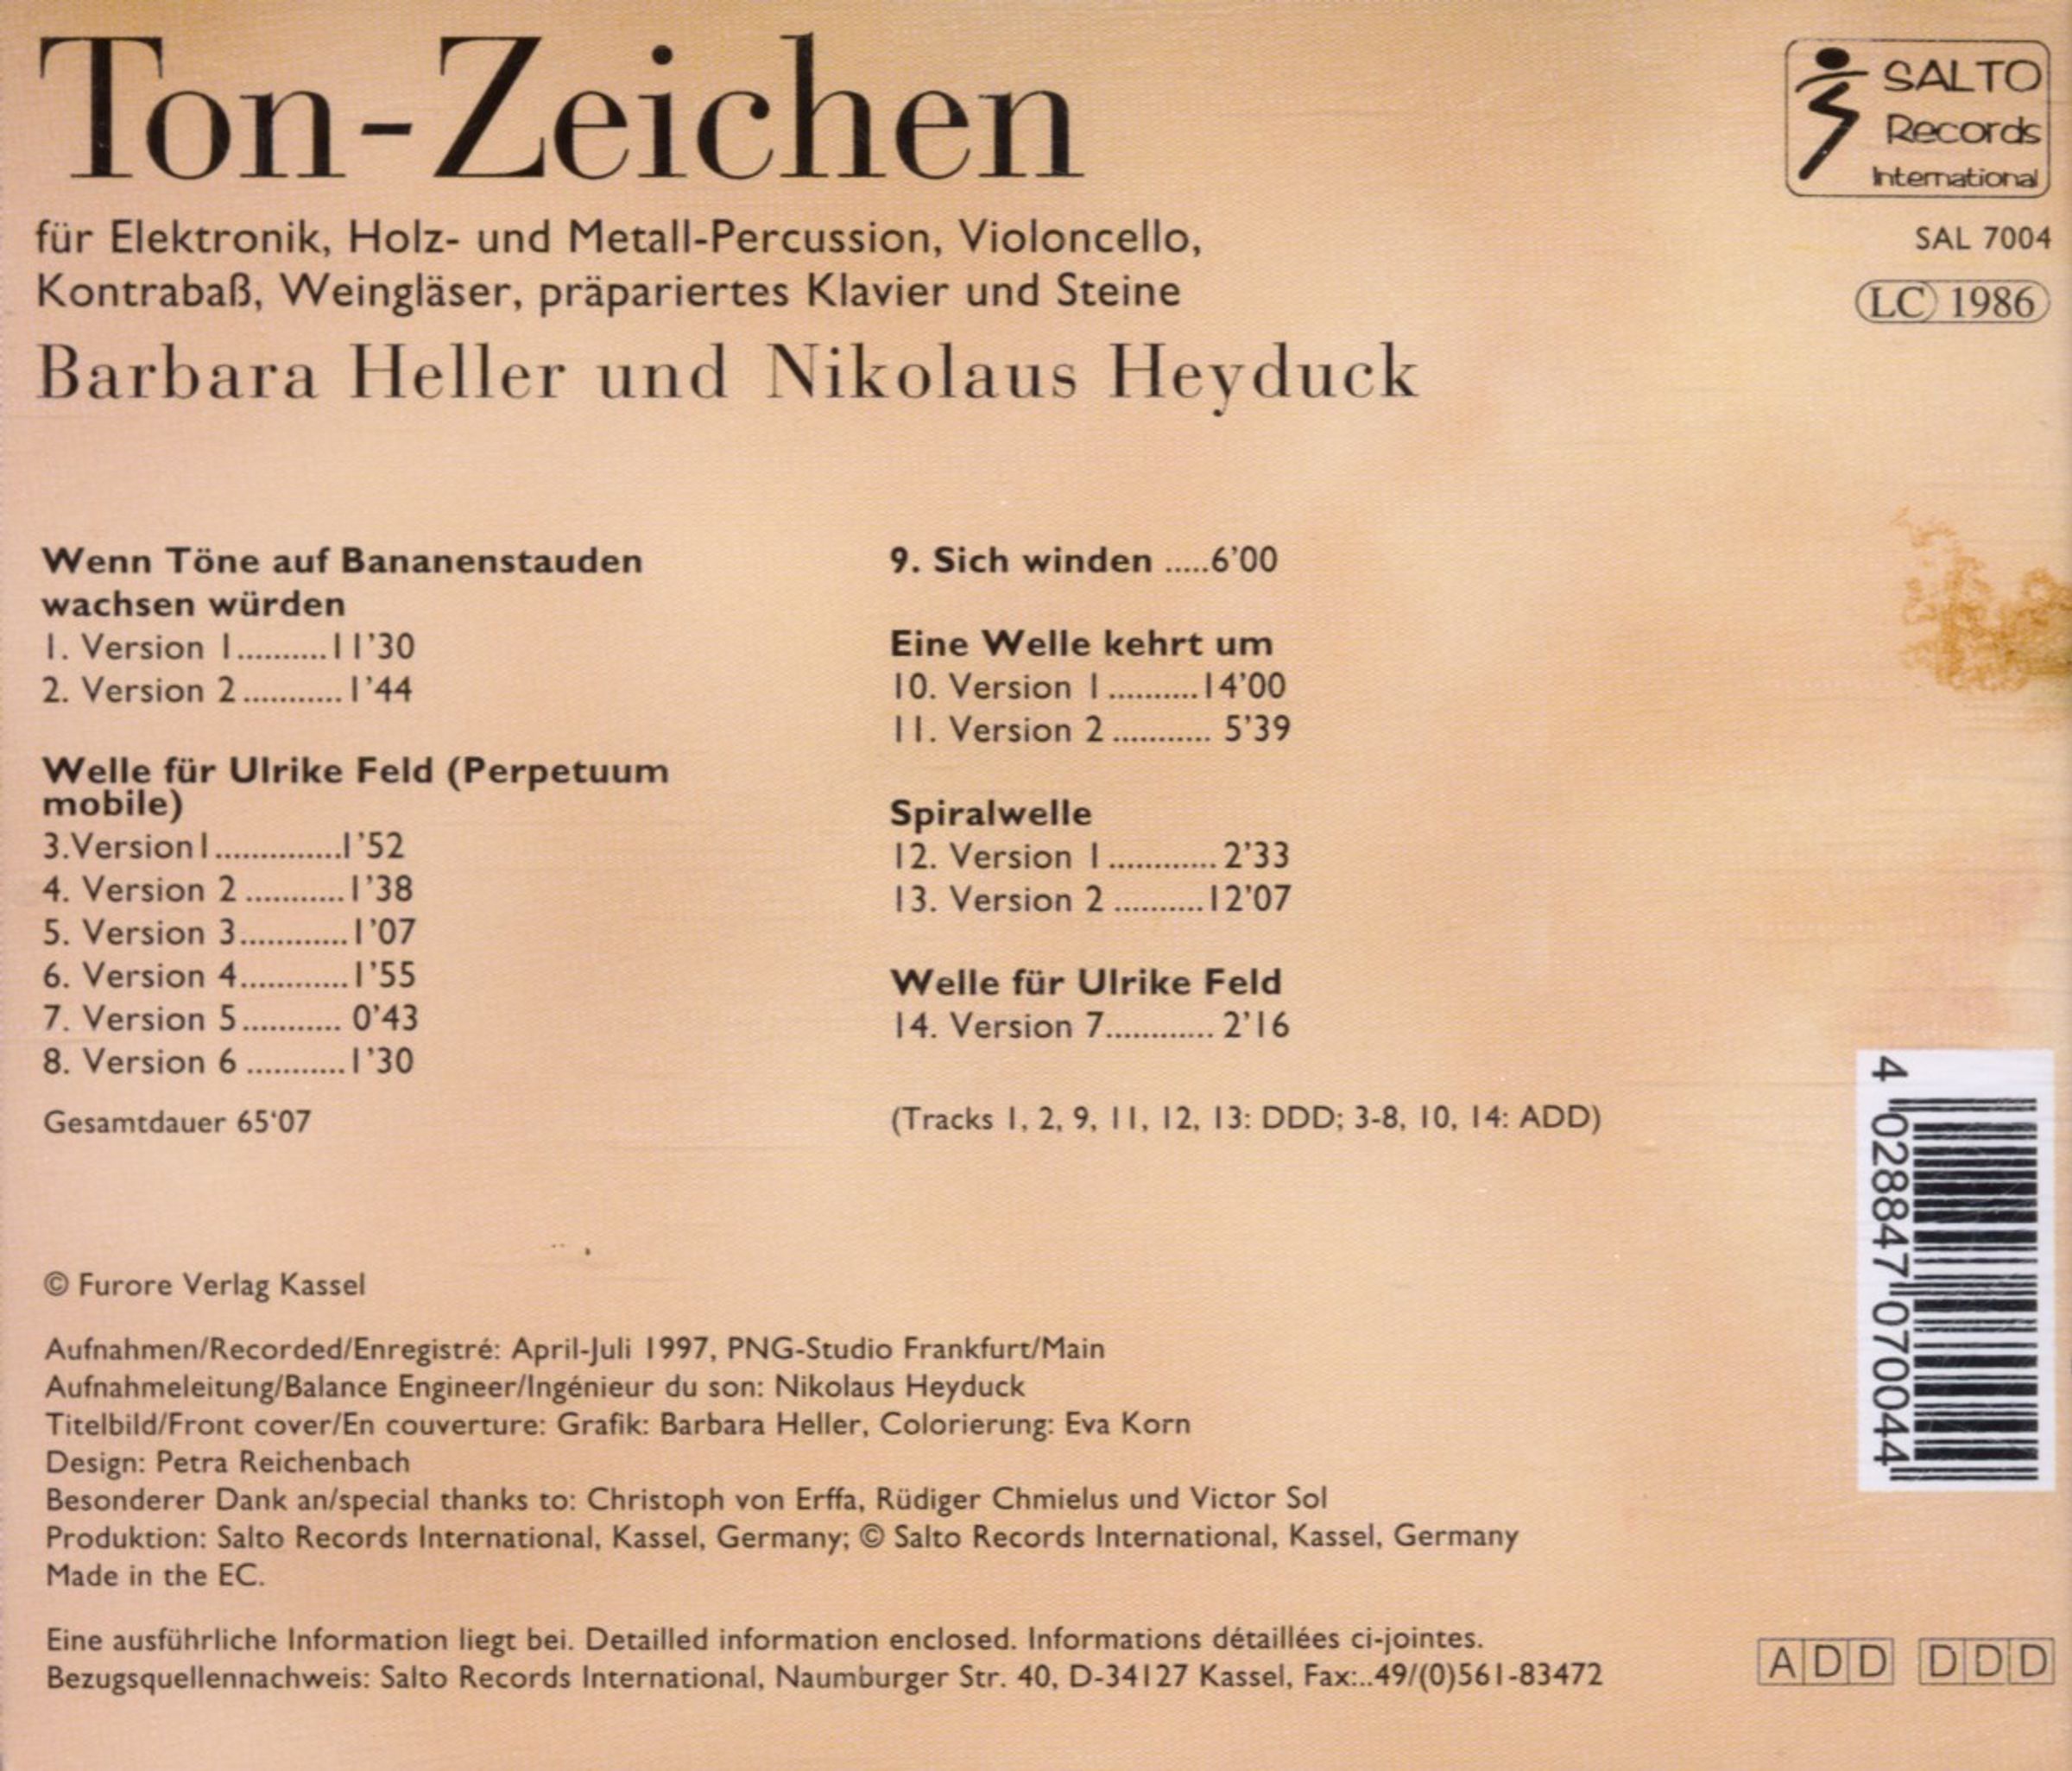 Ton-Zeichen
für Elektronik, Holz- und Metall-Percussion, Violoncello,
Kontrabaß, Weingläser, präpariertes Klavier und Steine
Barbara Heller und Nikolaus Heyduck
SALTO
Records
International
SAL 7004
LC 1986
Wenn Töne auf Bananenstauden
wachsen würden
1. Version 1..........11'30
2. Version 2...........1'44
Welle für Ulrike Feld (Perpetuum
mobile)
3.Version1..............1'52
4. Version 2...........1'38
5. Version 3............1'07
6. Version 4............1'55
7. Version 5........... 0'43
8. Version 6...........1'30
Gesamtdauer 65'07
9. Sich winden .....6'00
Eine Welle kehrt um
10. Version 1..........14'00
11. Version 2........... 5'39
Spiralwelle
12. Version 1............2'33
13. Version 2..........12'07
Welle für Ulrike Feld
14. Version 7............ 2'16
(Tracks 1, 2, 9, 11, 12, 13: DDD; 3-8, 10, 14: ADD)
4 028847 070044
© Furore Verlag Kassel
Aufnahmen/Recorded/Enregistré: April-Juli 1997, PNG-Studio Frankfurt/Main
Aufnahmeleitung/Balance Engineer/Ingénieur du son: Nikolaus Heyduck
Titelbild/Front cover/En couverture: Grafik: Barbara Heller, Colorierung: Eva Korn
Design: Petra Reichenbach
Besonderer Dank an/special thanks to: Christoph von Erffa, Rüdiger Chmielus und Victor Sol
Produktion: Salto Records International, Kassel, Germany; © Salto Records International, Kassel, Germany
Made in the EC.
Eine ausführliche Information liegt bei. Detailled information enclosed. Informations détaillées ci-jointes.
Bezugsquellennachweis: Salto Records International, Naumburger Str. 40, D-34127 Kassel, Fax:..49/(0)561-83472
ADD DDD